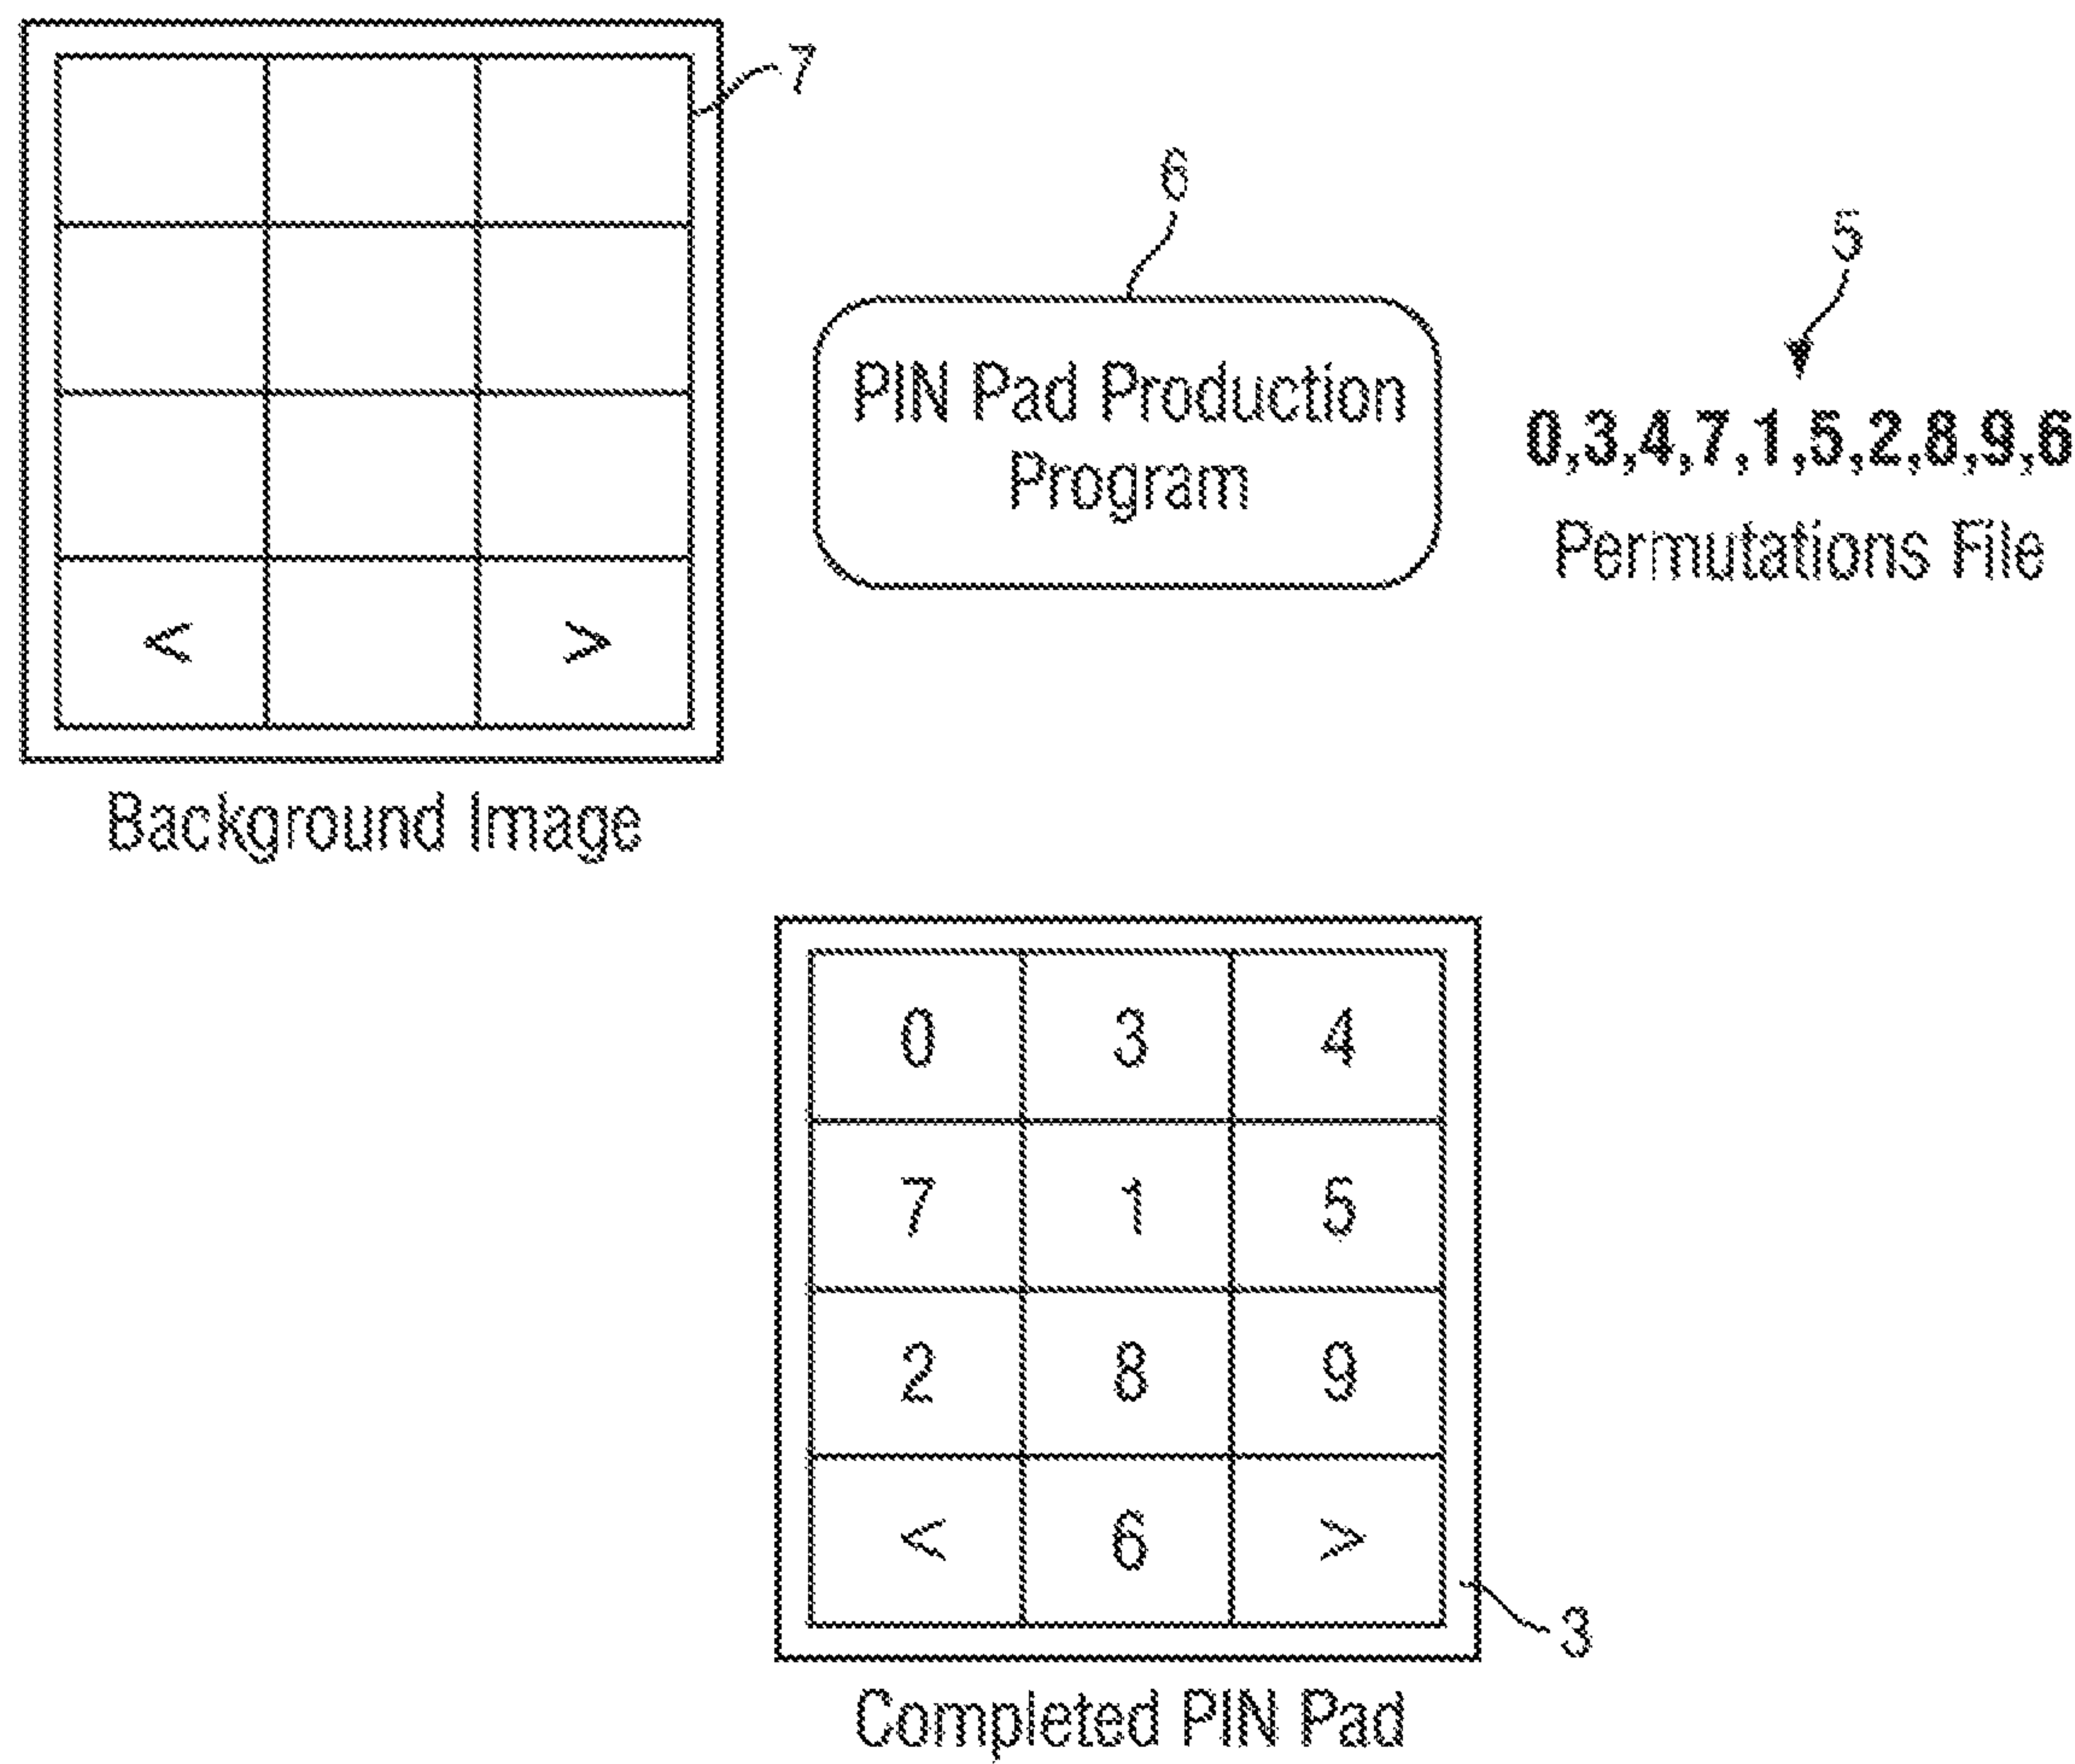 7
6
5
PIN Pad Production
Program
0,3,4,7,1,5,2,8,9,6
Permutations File
< >
Background Image
0 3 4
7 1 5
2 8 9
< 6 >
3
Completed PIN Pad